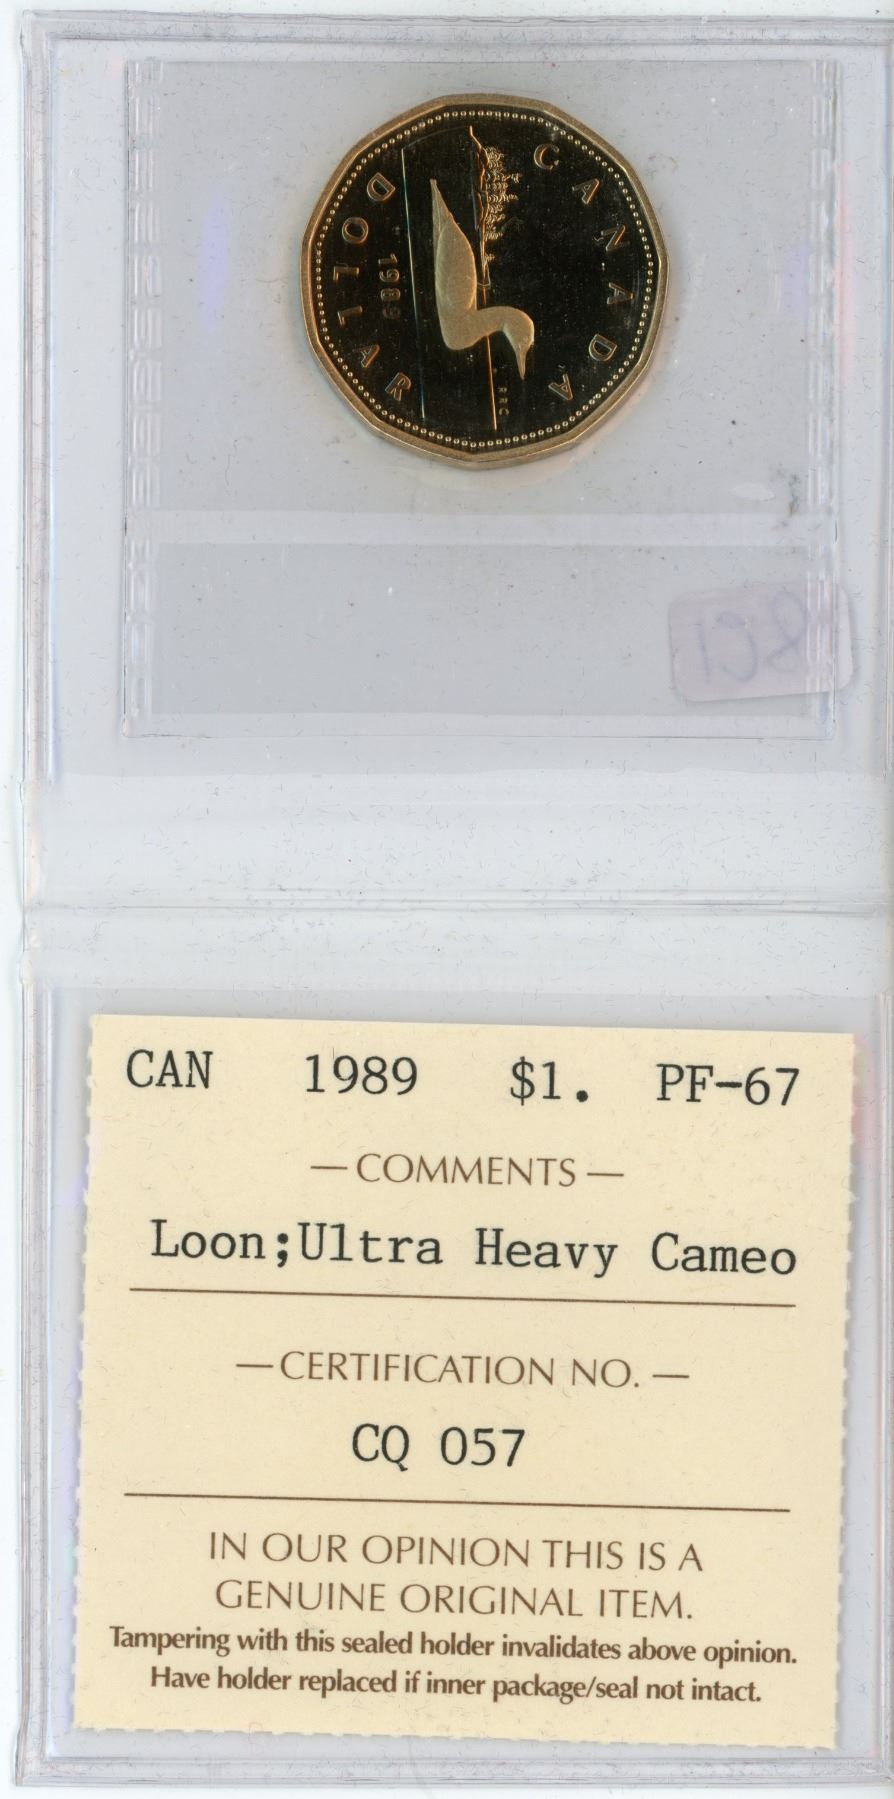 CANADA
DOLLAR
1989
RRC
CAN 1989 $1. PF-67
— COMMENTS —
Loon;Ultra Heavy Cameo
— CERTIFICATION NO. —
CQ 057
IN OUR OPINION THIS IS A
GENUINE ORIGINAL ITEM.
Tampering with this sealed holder invalidates above opinion.
Have holder replaced if inner package/seal not intact.